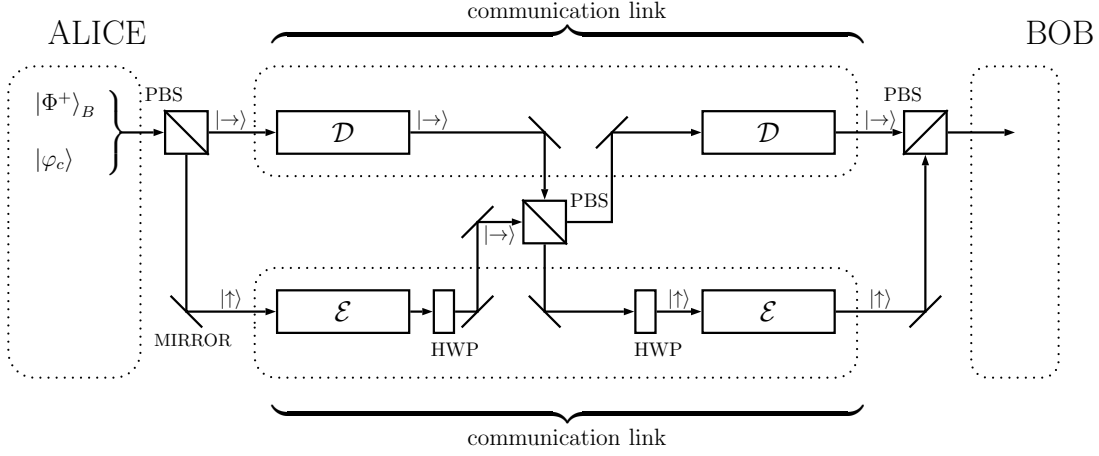 communication link
ALICE
BOB
|Φ⁺⟩_B
|φ_c⟩
PBS
|→⟩
𝒟
|→⟩
𝒟
|→⟩
PBS
PBS
|→⟩
|↑⟩
ℰ
|↑⟩
ℰ
|↑⟩
MIRROR
HWP
HWP
communication link